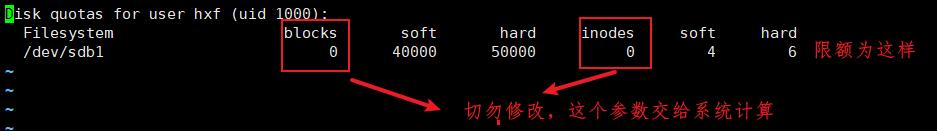 Disk quotas for user hxf (uid 1000):
Filesystem blocks soft hard inodes soft hard
/dev/sdb1 0 40000 50000 0 4 6 限额为这样
~
~
~
~
切勿修改，这个参数交给系统计算